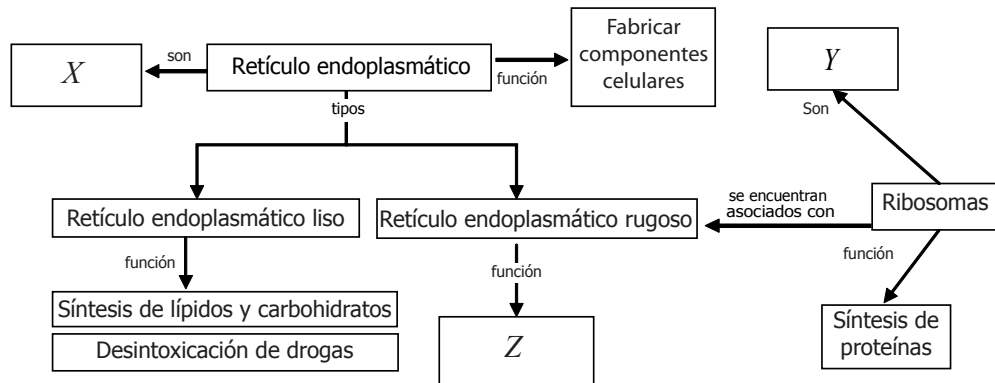 X
son
Retículo endoplasmático
función
Fabricar
componentes
celulares
Y
Son
tipos
Retículo endoplasmático liso
Retículo endoplasmático rugoso
se encuentran
asociados con
Ribosomas
función
función
función
Síntesis de lípidos y carbohidratos
Desintoxicación de drogas
Z
Síntesis de
proteínas